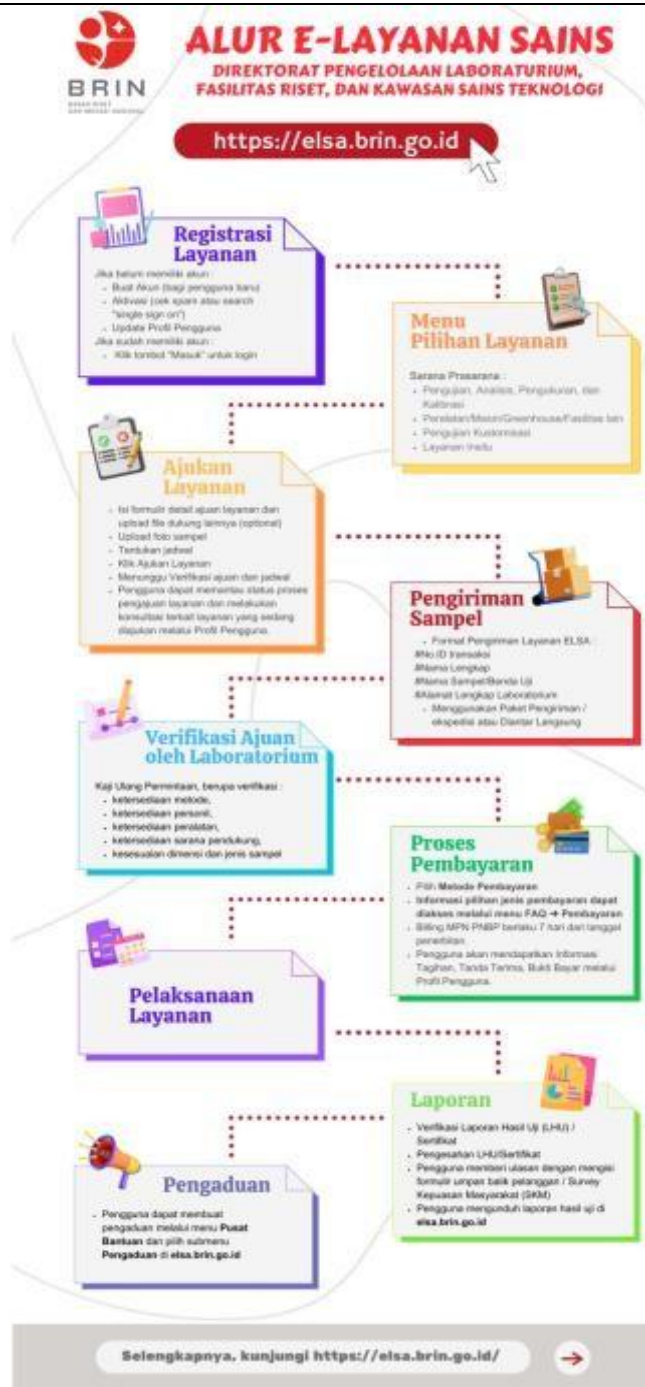 BRIN
BADAN RISET
DAN INOVASI NASIONAL
ALUR E-LAYANAN SAINS
DIREKTORAT PENGELOLAAN LABORATURIUM,
FASILITAS RISET, DAN KAWASAN SAINS TEKNOLOGI
https://elsa.brin.go.id
Registrasi
Layanan
Jika belum memiliki akun :
Buat Akun (bagi pengguna baru)
Aktivasi (cek spam atau search
"single sign on")
Update Profil Pengguna
Jika sudah memiliki akun :
Klik tombol "Masuk" untuk login
Menu
Pilihan Layanan
Sarana Prasarana :
Pengujian, Analisis, Pengukuran, dan
Kalibrasi
Peralatan/Mesin/Greenhouse/Fasilitas lain
Pengujian Kustomisasi
Layanan Iradu
Ajukan
Layanan
Isi formulir detail ajuan layanan dan
upload file dukung lainnya (optional)
Upload foto sampel
Tentukan jadwal
Klik Ajukan Layanan
Menunggu Verifikasi ajuan dan jadwal
Pengguna dapat memantau status proses
pengajuan layanan dan melakukan
konsultasi terkait layanan yang sedang
diajukan melalui Profil Pengguna.
Pengiriman
Sampel
Format Pengiriman Layanan ELSA :
#No.ID transaksi
#Nama Lengkap
#Nama Sampel/Benda Uji
#Alamat Lengkap Laboratorium
Menggunakan Paket Pengiriman /
ekspedisi atau Diantar Langsung
Verifikasi Ajuan
oleh Laboratorium
Kaji Ulang Permintaan, berupa verifikasi :
ketersediaan metode,
ketersediaan personil,
ketersediaan peralatan,
ketersediaan sarana pendukung,
kesesuaian dimensi dan jenis sampel
Proses
Pembayaran
Pilih Metode Pembayaran
Informasi pilihan jenis pembayaran dapat
diakses melalui menu FAQ → Pembayaran
Billing MPN PNBP berlaku 7 hari dari tanggal
penerbitan
Pengguna akan mendapatkan Informasi
Tagihan, Tanda Terima, Bukti Bayar melalui
Profil Pengguna.
Pelaksanaan
Layanan
Laporan
Verifikasi Laporan Hasil Uji (LHU) /
Sertifikat
Pengesahan LHU/Sertifikat
Pengguna memberi ulasan dengan mengisi
formulir umpan balik pelanggan / Survey
Kepuasan Masyarakat (SKM)
Pengguna mengunduh laporan hasil uji di
elsa.brin.go.id
Pengaduan
Pengguna dapat membuat
pengaduan melalui menu Pusat
Bantuan dan pilih submenu
Pengaduan di elsa.brin.go.id
Selengkapnya, kunjungi https://elsa.brin.go.id/